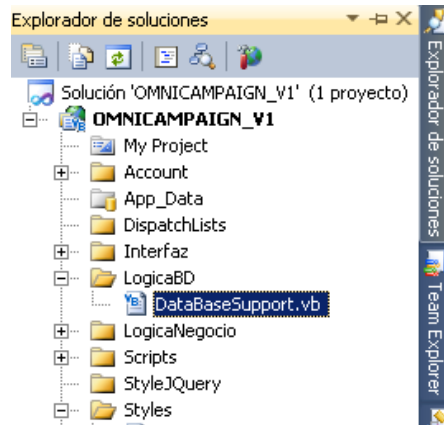 Explorador de soluciones
Solución 'OMNICAMPAIGN_V1' (1 proyecto)
OMNICAMPAIGN_V1
My Project
Account
App_Data
DispatchLists
Interfaz
LogicaBD
DataBaseSupport.vb
LogicaNegocio
Scripts
StyleJQuery
Styles
Explorador de soluciones
Team Explorer